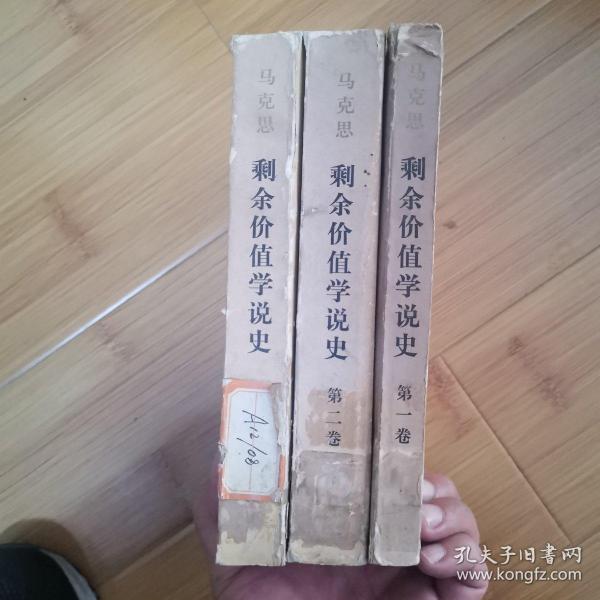 马克思
剩余价值学说史
A12/08
马克思
剩余价值学说史
第二卷
马克思
剩余价值学说史
第一卷
孔夫子旧书网
www.kongfz.com